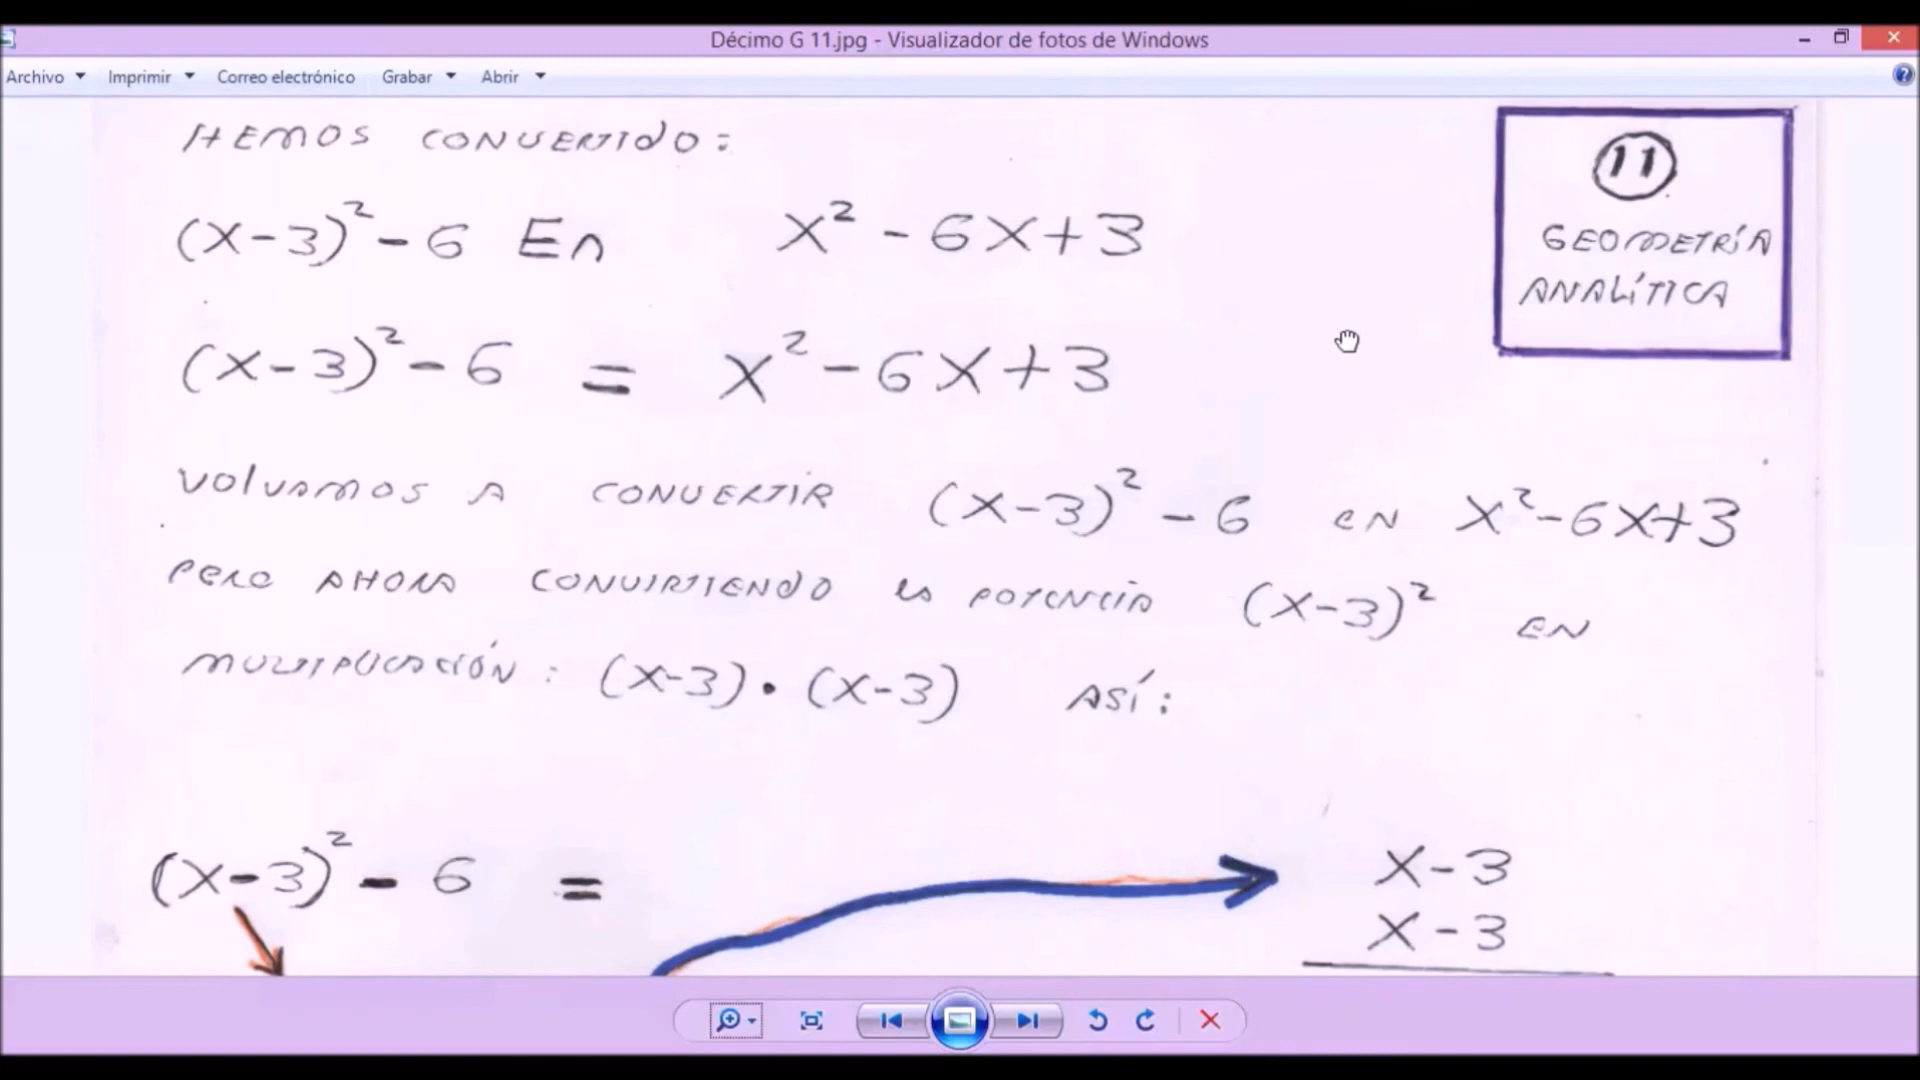 Décimo G 11.jpg - Visualizador de fotos de Windows
Archivo Imprimir Correo electrónico Grabar Abrir
HEMOS CONVERTIDO:
(x-3)² - 6 En x² - 6x + 3
11
GEOMETRÍA
ANALÍTICA
(x-3)² - 6 = x² - 6x + 3
VOLVAMOS A CONVERTIR (x-3)² - 6 en x² - 6x + 3
pero AHORA CONVIRTIENDO la POTENCIA (x-3)² EN
MULTIPLICACIÓN: (x-3) • (x-3) ASÍ:
(x-3)² - 6 =
x - 3
x - 3